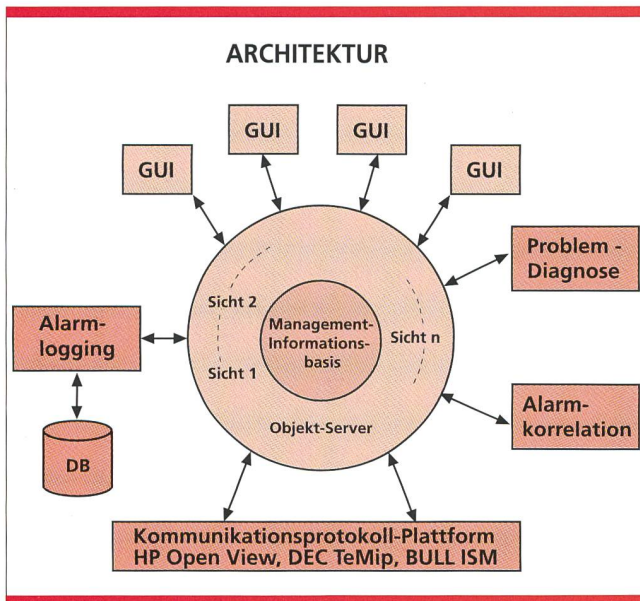 ARCHITEKTUR
GUI
GUI
GUI
GUI
Problem -
Diagnose
Sicht 2
Management-
Informations-
basis
Sicht n
Alarm-
logging
Sicht 1
Alarm-
korrelation
Objekt-Server
DB
Kommunikationsprotokoll-Plattform
HP Open View, DEC TeMip, BULL ISM